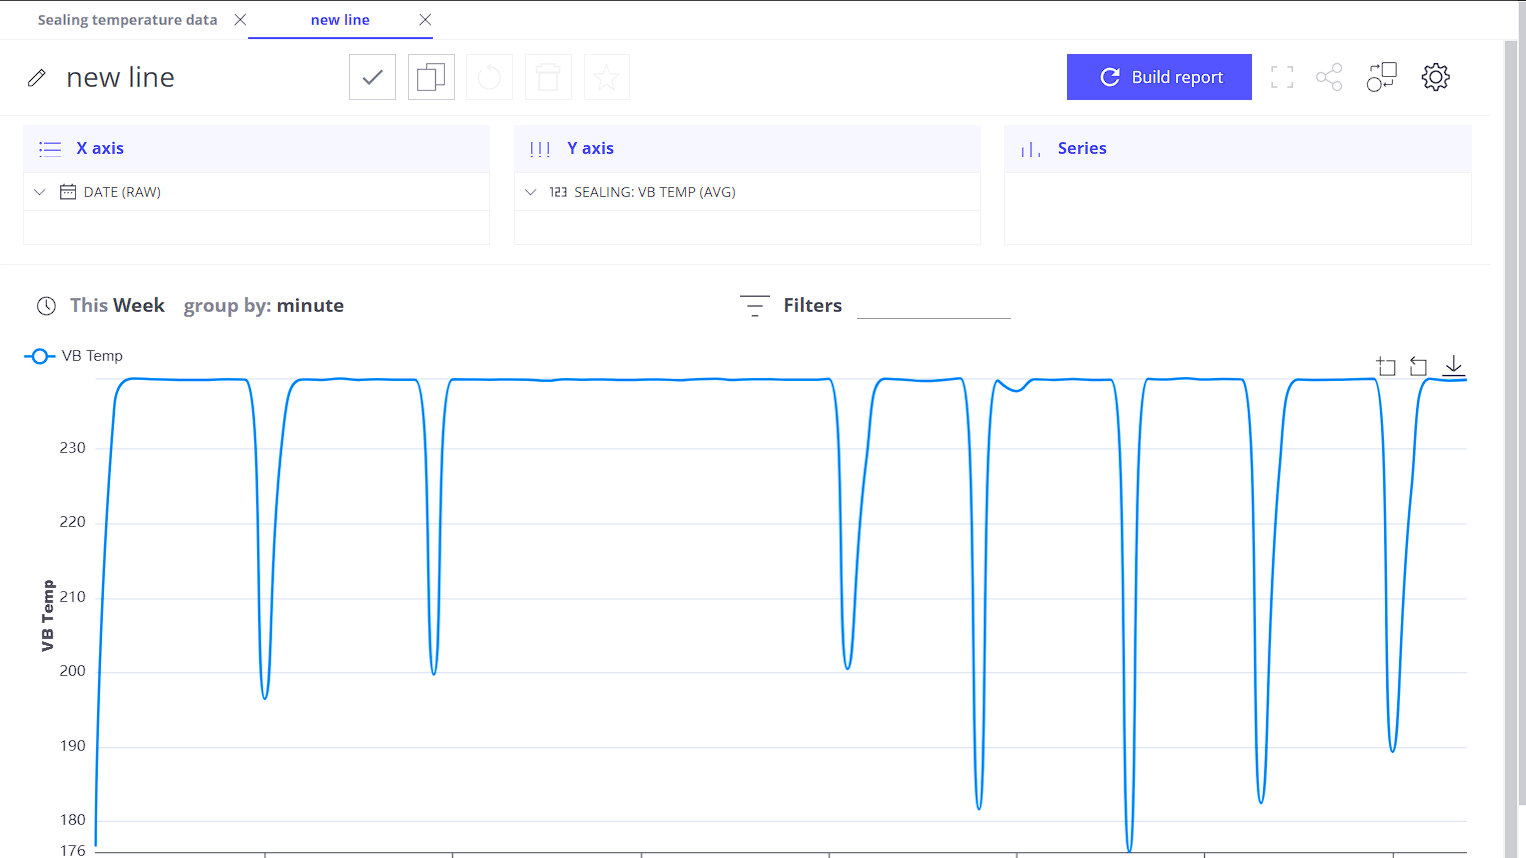 Sealing temperature data
new line
new line
Build report
X axis
Y axis
Series
DATE (RAW)
123 SEALING: VB TEMP (AVG)
This Week group by: minute
Filters
VB Temp
230
220
210
200
190
180
176
VB Temp